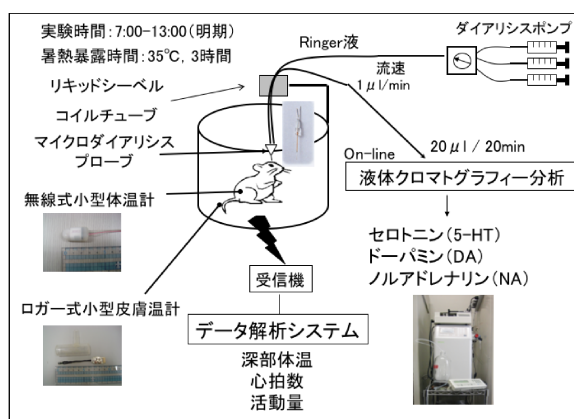 実験時間：7:00-13:00(明期)
暑熱暴露時間：35℃, 3時間
ダイアリシスポンプ
Ringer液
流速
1μl/min
リキッドシーベル
コイルチューブ
マイクロダイアリシス
プローブ
On-line
20μl / 20min
液体クロマトグラフィー分析
無線式小型体温計
セロトニン(5-HT)
ドーパミン(DA)
ノルアドレナリン(NA)
受信機
ロガー式小型皮膚温計
データ解析システム
深部体温
心拍数
活動量